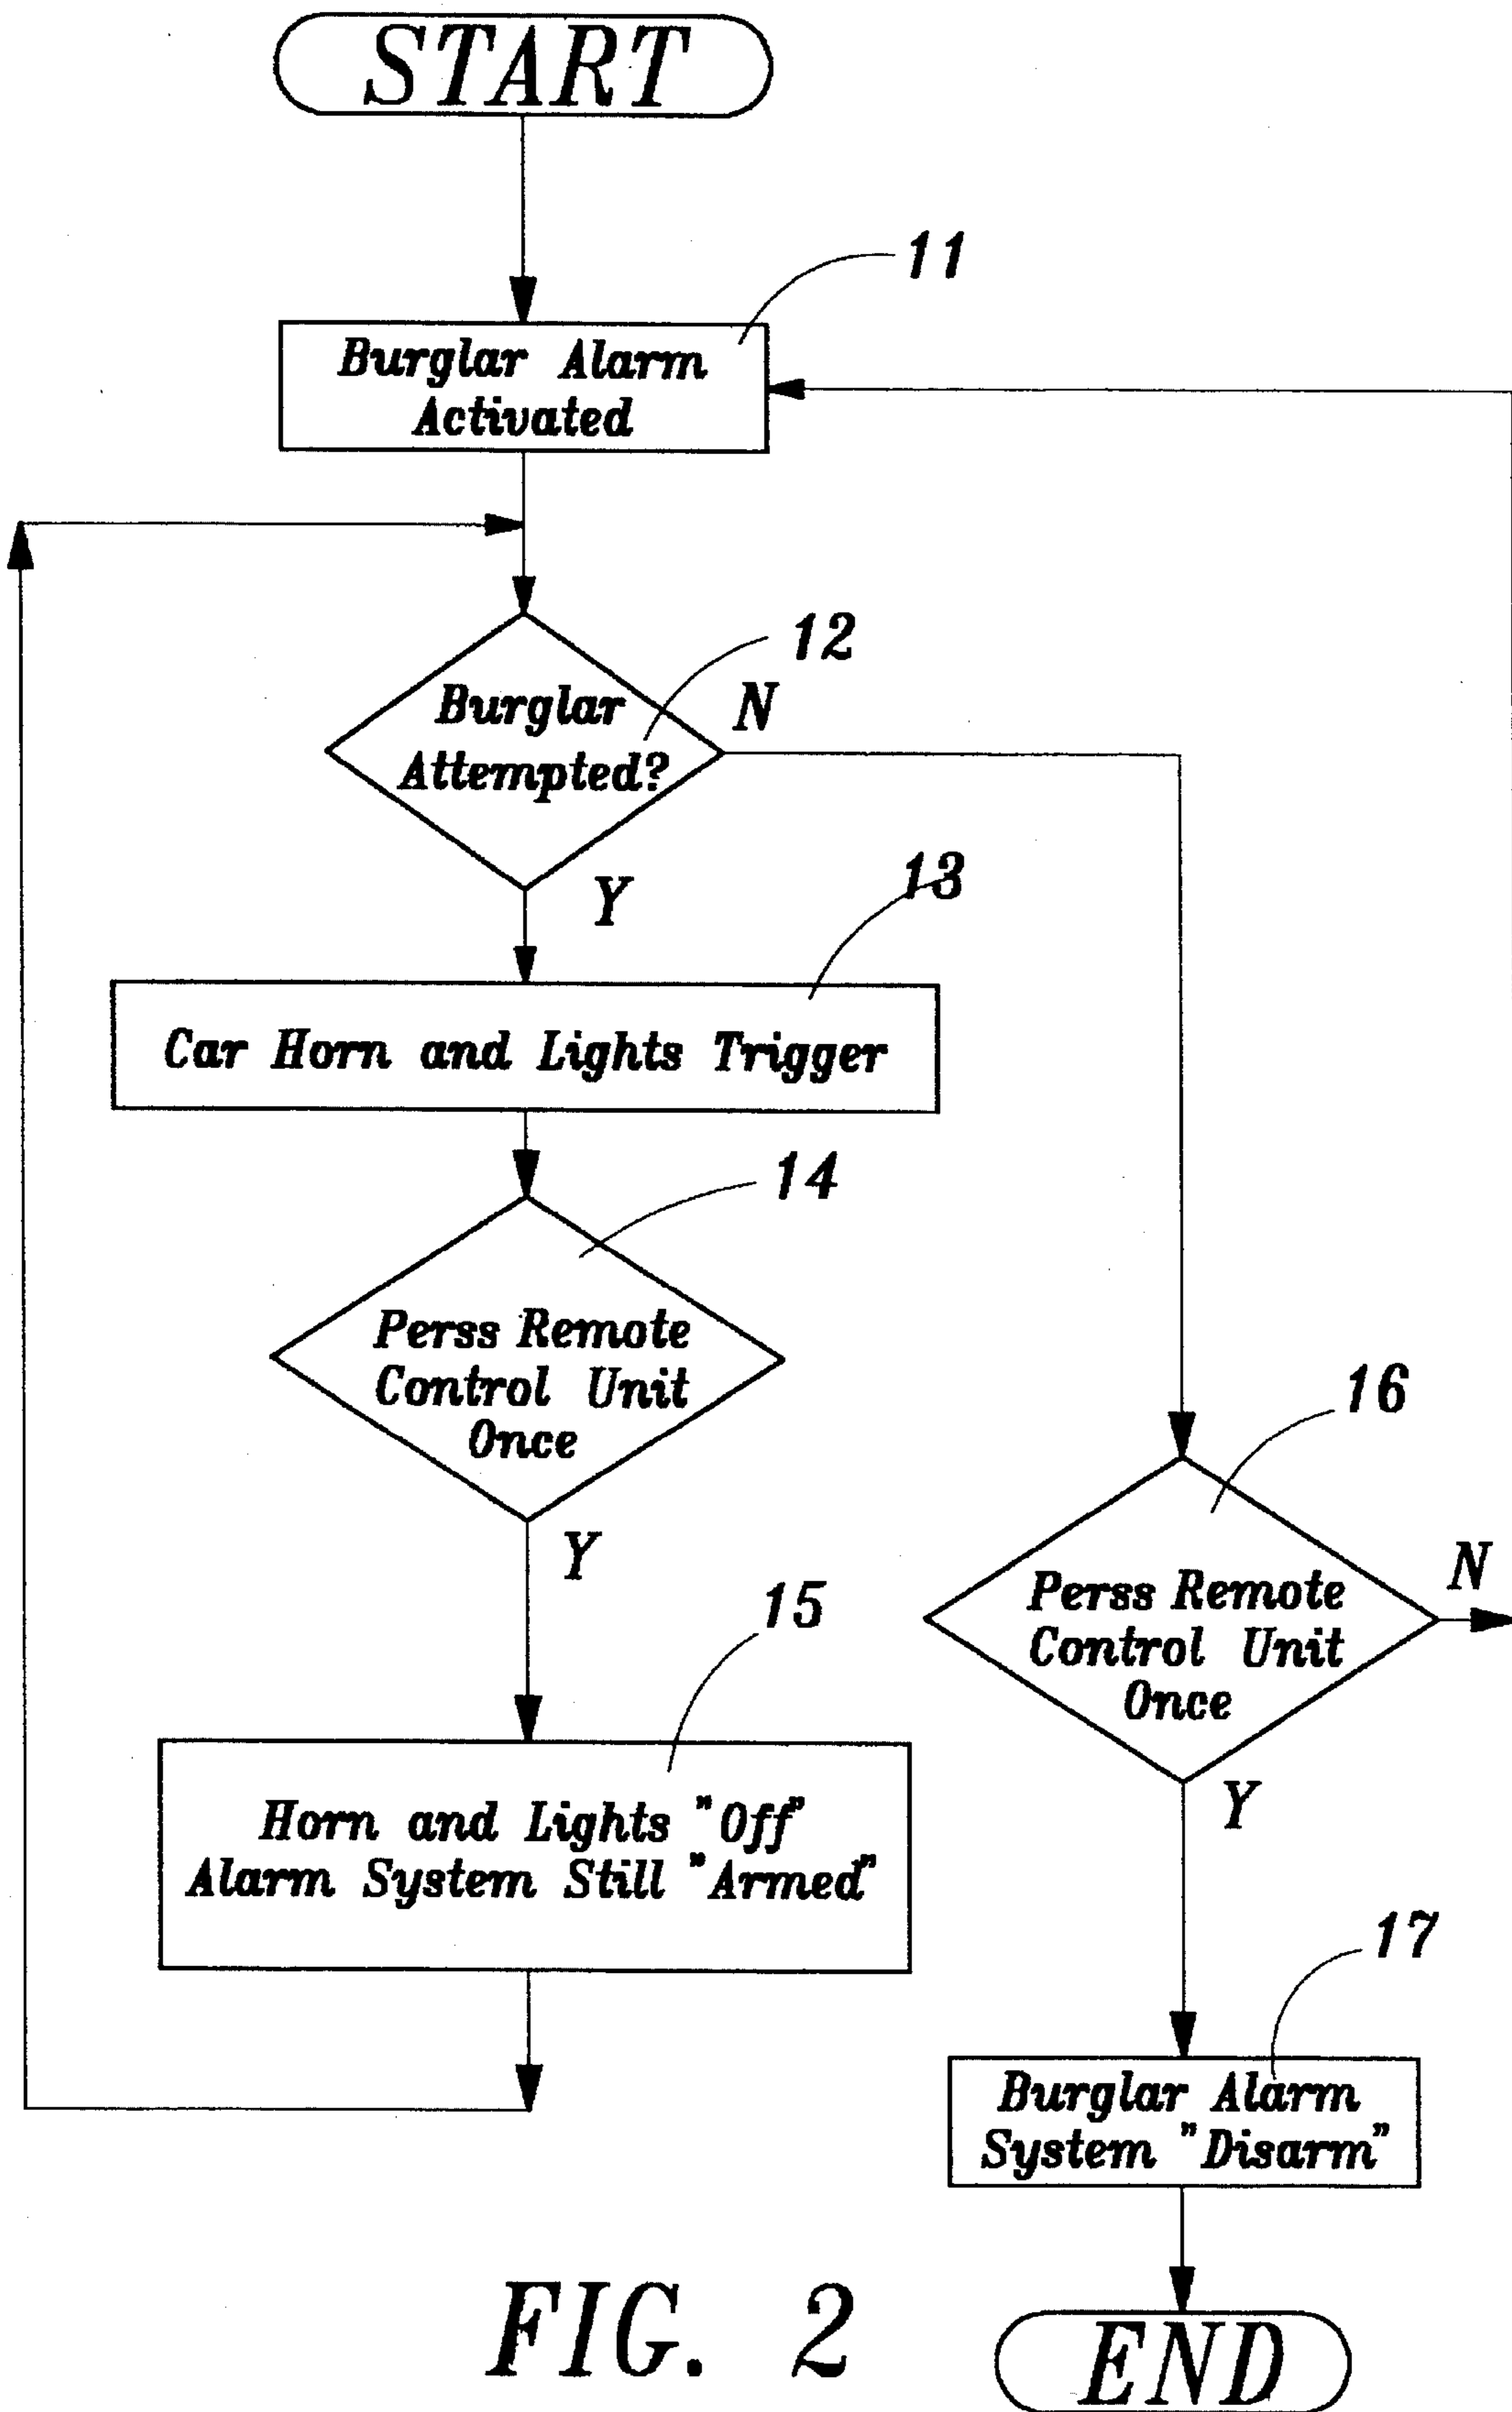 START
11
Burglar Alarm
Activated
12
N
Burglar
Attempted?
Y
13
Car Horn and Lights Trigger
14
Perss Remote
Control Unit
Once
Y
15
Horn and Lights "Off"
Alarm System Still "Armed"
16
N
Perss Remote
Control Unit
Once
Y
17
Burglar Alarm
System "Disarm"
END
FIG. 2